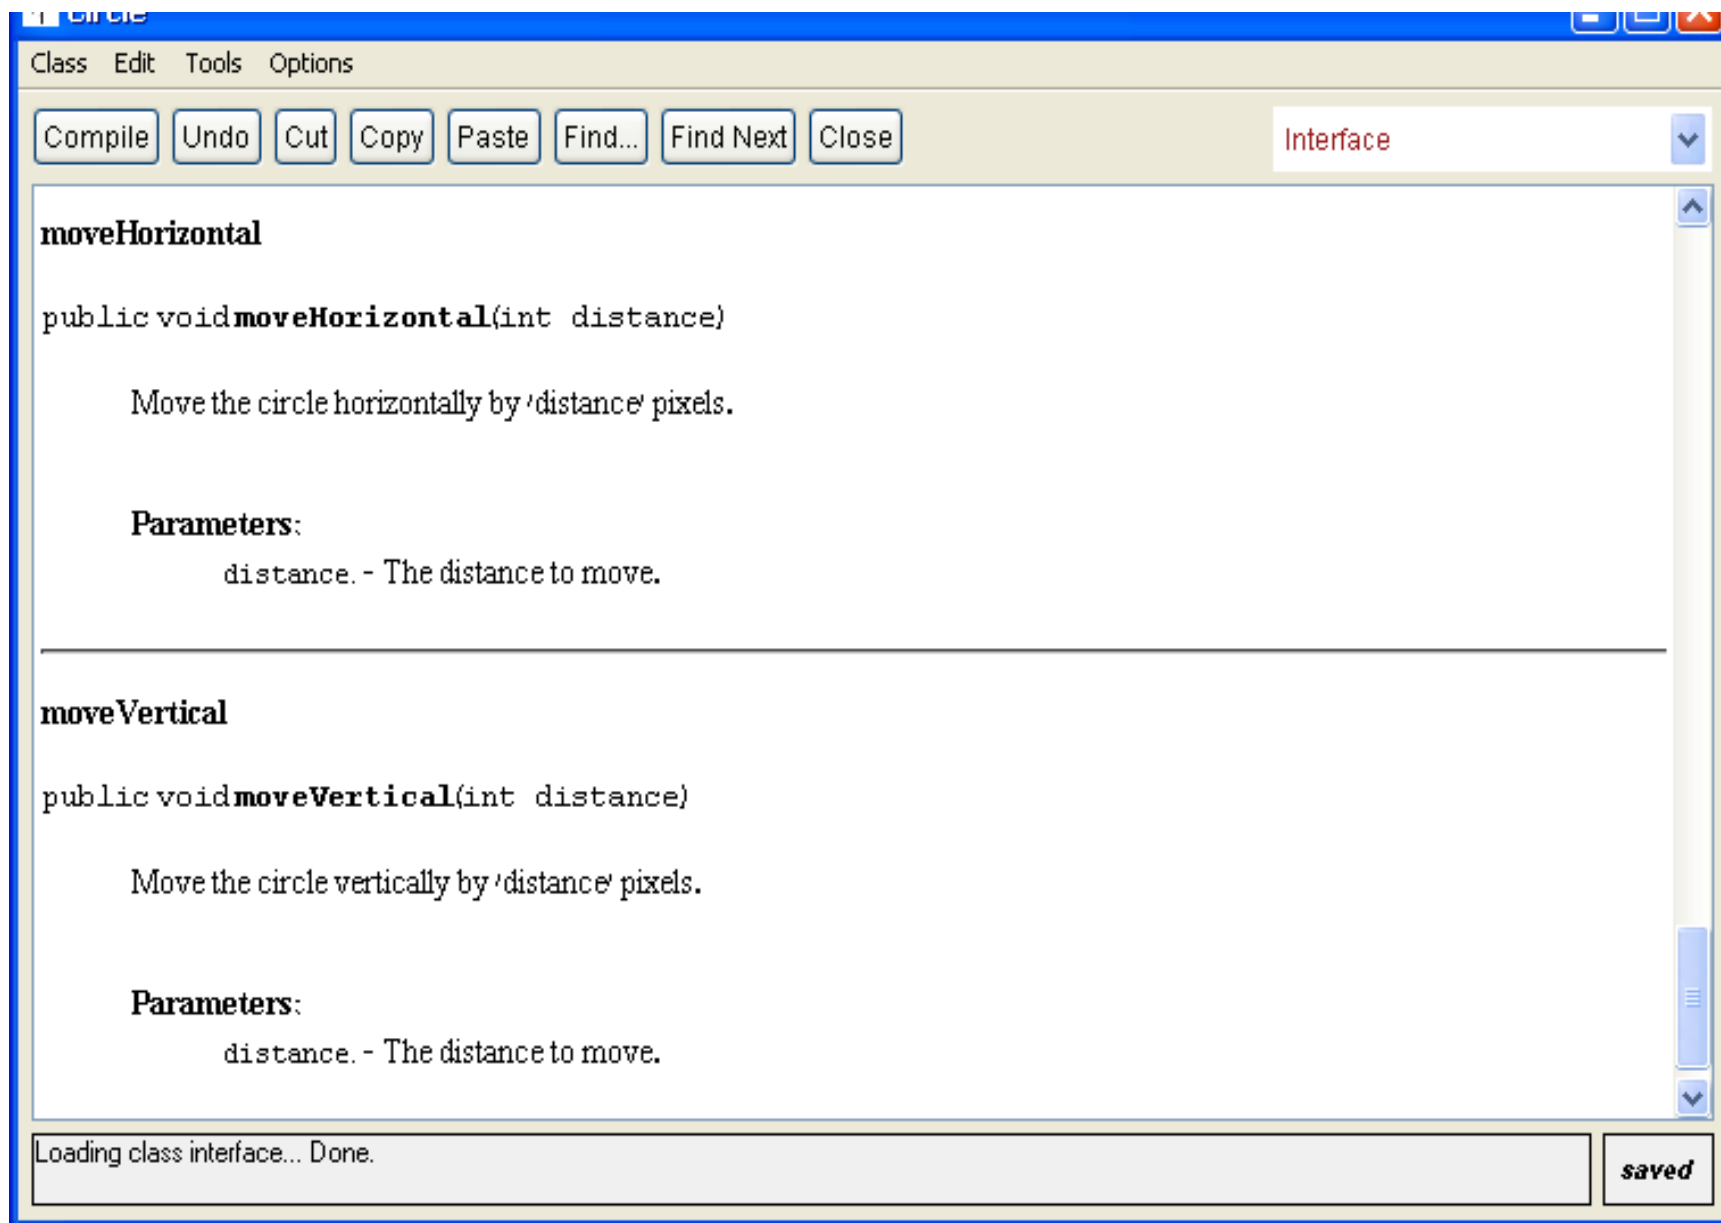 Circle
Class Edit Tools Options
Compile Undo Cut Copy Paste Find... Find Next Close Interface
moveHorizontal
public void moveHorizontal(int distance)
Move the circle horizontally by 'distance' pixels.
Parameters:
distance. - The distance to move.
moveVertical
public void moveVertical(int distance)
Move the circle vertically by 'distance' pixels.
Parameters:
distance. - The distance to move.
Loading class interface... Done.
saved